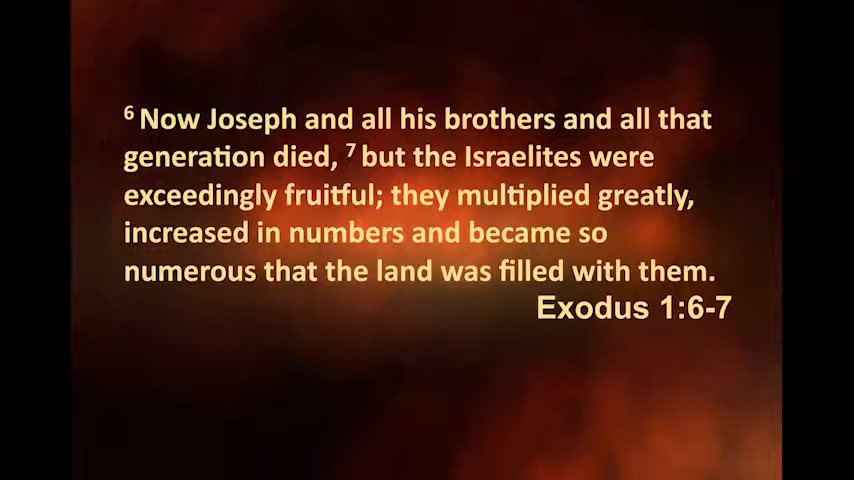 ⁶ Now Joseph and all his brothers and all that
generation died, ⁷ but the Israelites were
exceedingly fruitful; they multiplied greatly,
increased in numbers and became so
numerous that the land was filled with them.
Exodus 1:6-7